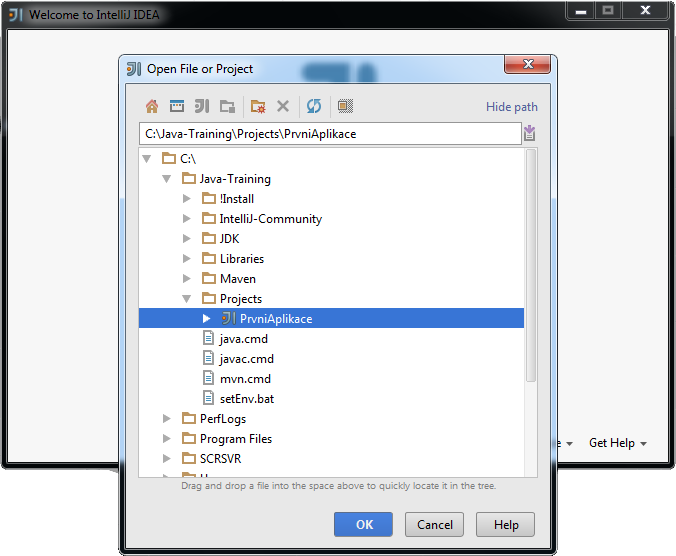 Welcome to IntelliJ IDEA
Open File or Project
Hide path
C:\Java-Training\Projects\PrvniAplikace
C:\
Java-Training
!Install
IntelliJ-Community
JDK
Libraries
Maven
Projects
PrvniAplikace
java.cmd
javac.cmd
mvn.cmd
setEnv.bat
PerfLogs
Program Files
SCRSVR
Drag and drop a file into the space above to quickly locate it in the tree.
OK
Cancel
Help
Get Help